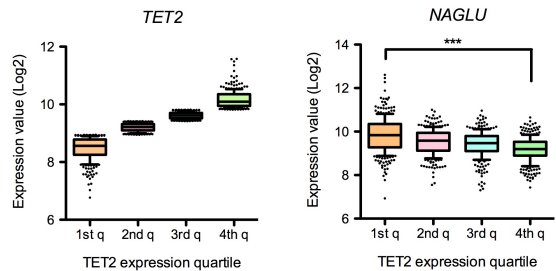 TET2
Expression value (Log2)
12
10
8
6
1st q 2nd q 3rd q 4th q
TET2 expression quartile
NAGLU
***
Expression value (Log2)
14
12
10
8
6
1st q 2nd q 3rd q 4th q
TET2 expression quartile